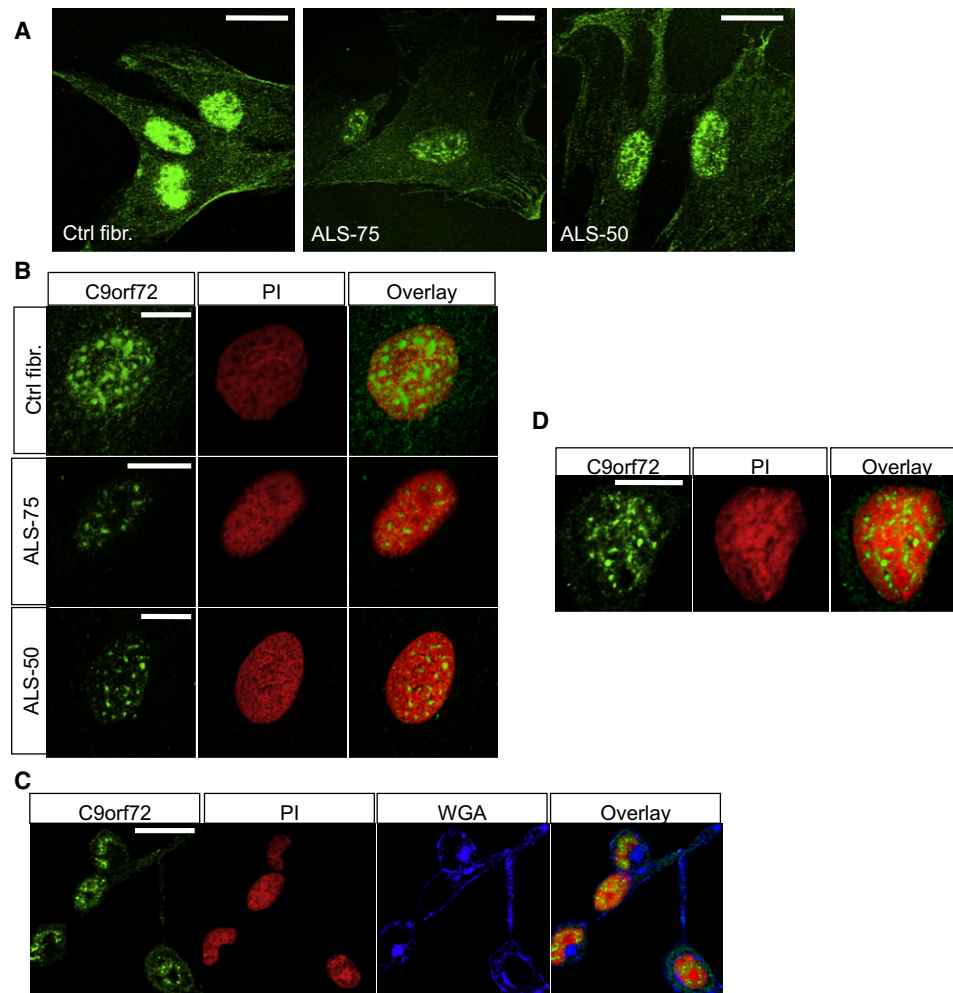 A
Ctrl fibr.
ALS-75
ALS-50
B
C9orf72
PI
Overlay
Ctrl fibr.
ALS-75
ALS-50
D
C9orf72
PI
Overlay
C
C9orf72
PI
WGA
Overlay